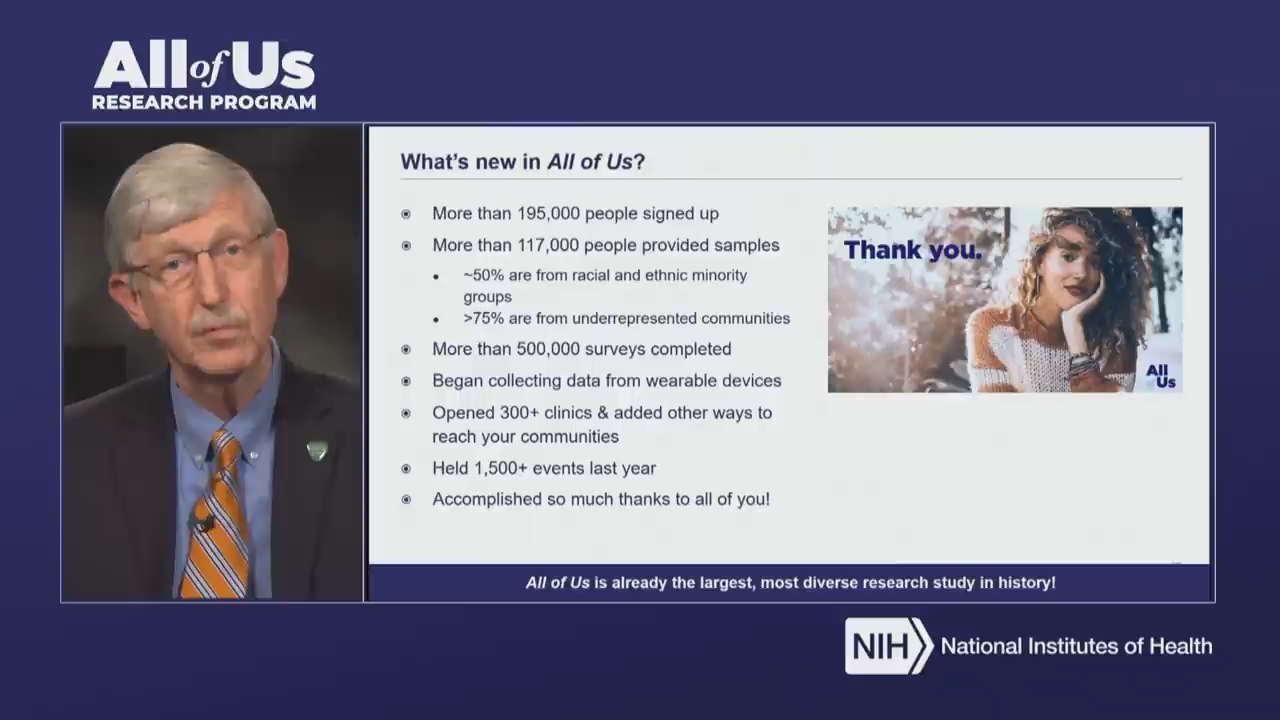 All of Us
RESEARCH PROGRAM
What's new in All of Us?
More than 195,000 people signed up
More than 117,000 people provided samples
~50% are from racial and ethnic minority
groups
>75% are from underrepresented communities
More than 500,000 surveys completed
Began collecting data from wearable devices
Opened 300+ clinics & added other ways to
reach your communities
Held 1,500+ events last year
Accomplished so much thanks to all of you!
Thank you.
All
Us
All of Us is already the largest, most diverse research study in history!
NIH National Institutes of Health